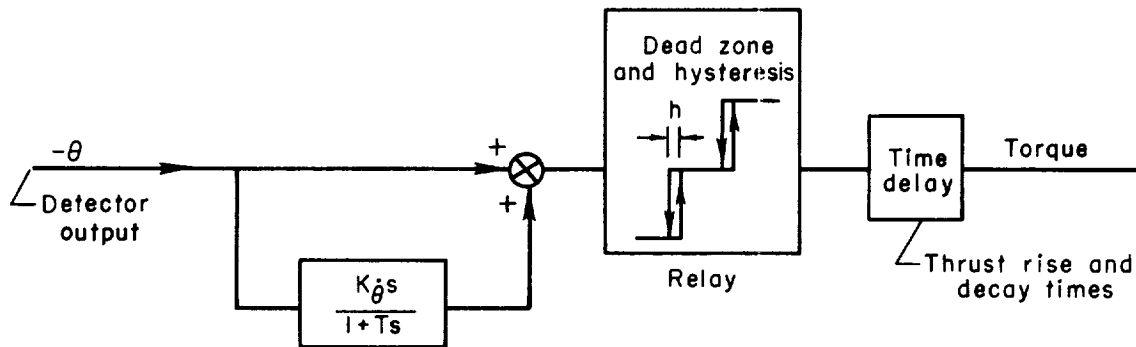 Dead zone
and hysteresis
h
-θ
+
+
Detector
output
Time
delay
Torque
K_θ̇ s
1 + Ts
Relay
Thrust rise and
decay times